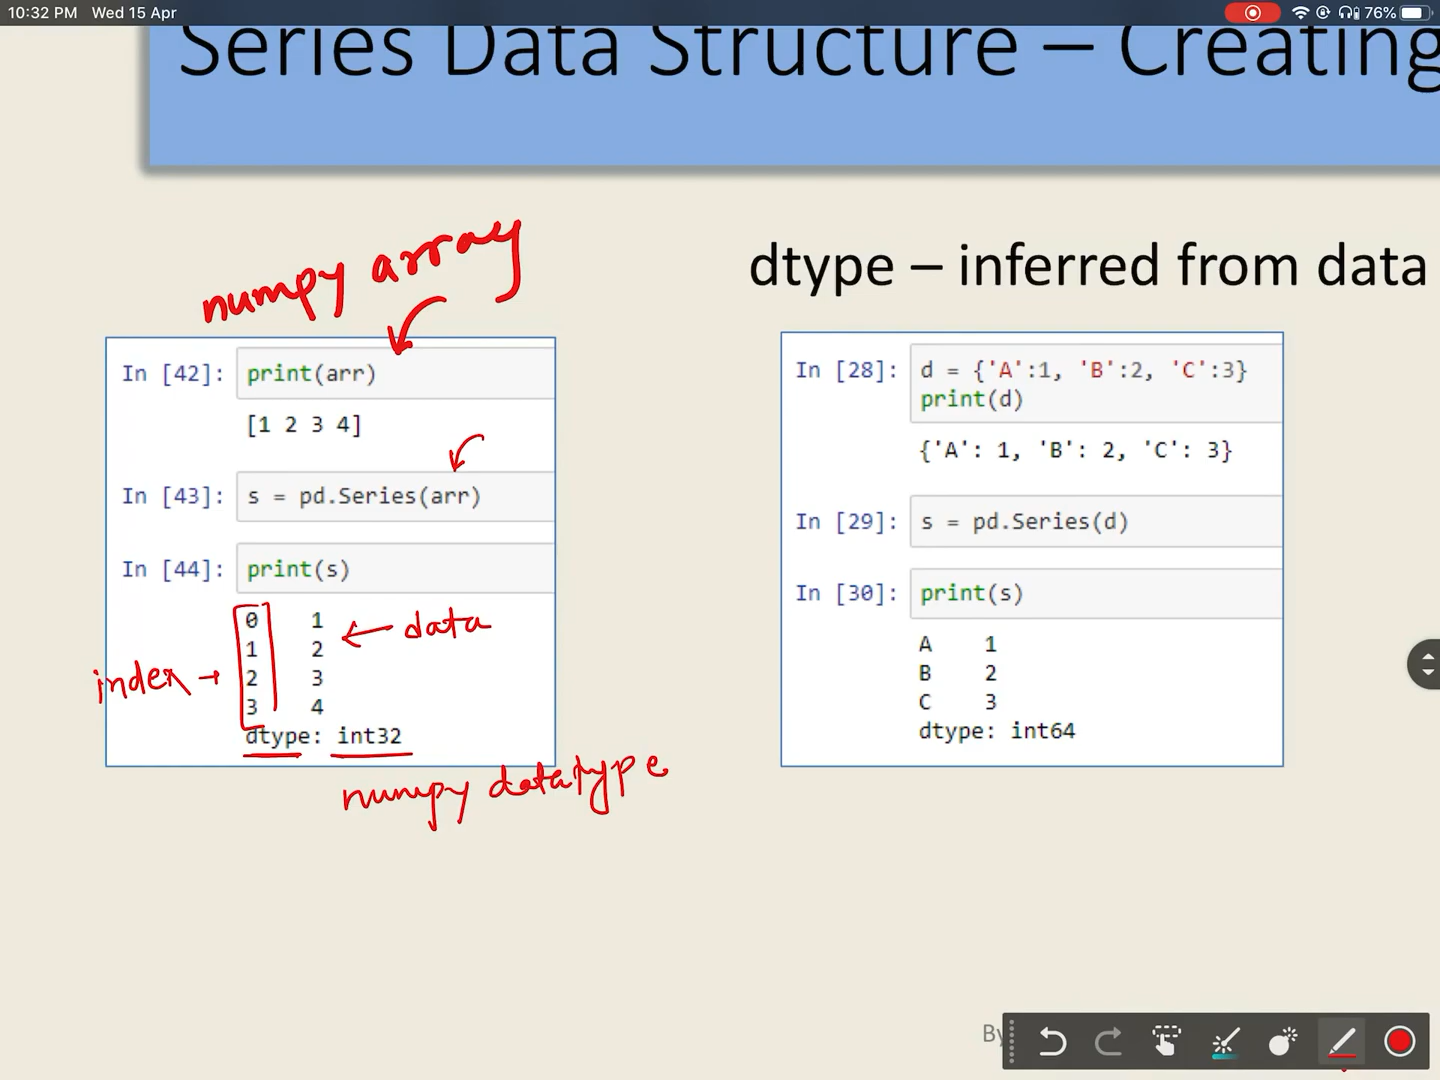 10:32 PM Wed 15 Apr 76%
Series Data Structure – Creating
numpy array
In [42]: print(arr)
[1 2 3 4]
In [43]: s = pd.Series(arr)
In [44]: print(s)
0 1 ← data
1 2
index → 2 3
3 4
dtype: int32
numpy datatype
dtype – inferred from data
In [28]: d = {'A':1, 'B':2, 'C':3}
print(d)
{'A': 1, 'B': 2, 'C': 3}
In [29]: s = pd.Series(d)
In [30]: print(s)
A 1
B 2
C 3
dtype: int64
By